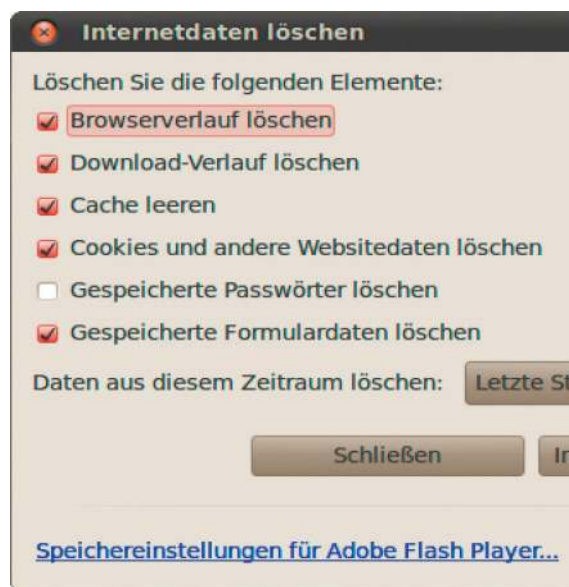 Internetdaten löschen
Löschen Sie die folgenden Elemente:
Browserverlauf löschen
Download-Verlauf löschen
Cache leeren
Cookies und andere Websitedaten löschen
Gespeicherte Passwörter löschen
Gespeicherte Formulardaten löschen
Daten aus diesem Zeitraum löschen: Letzte
Schließen
Speichereinstellungen für Adobe Flash Player...